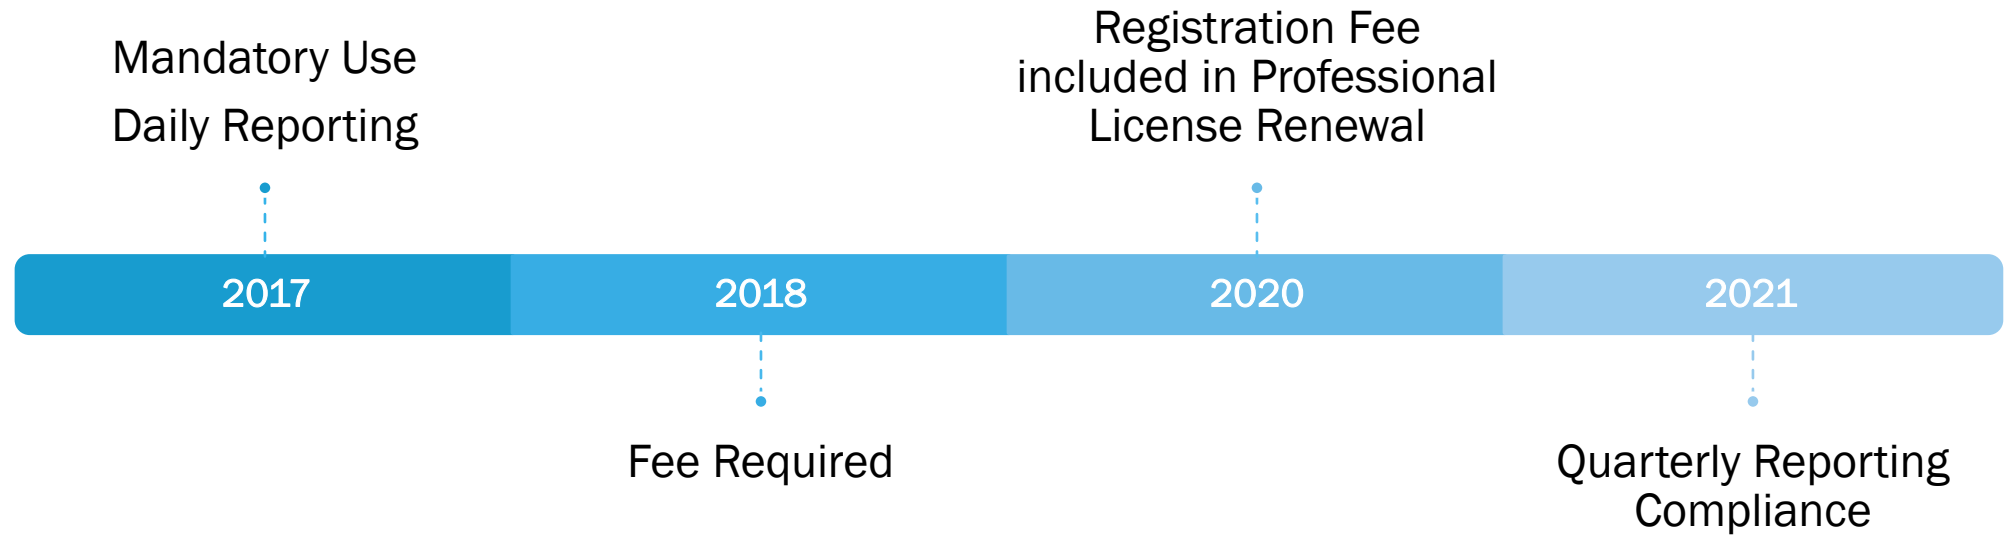 Mandatory Use
Daily Reporting
Registration Fee
included in Professional
License Renewal
2017
2018
2020
2021
Fee Required
Quarterly Reporting
Compliance